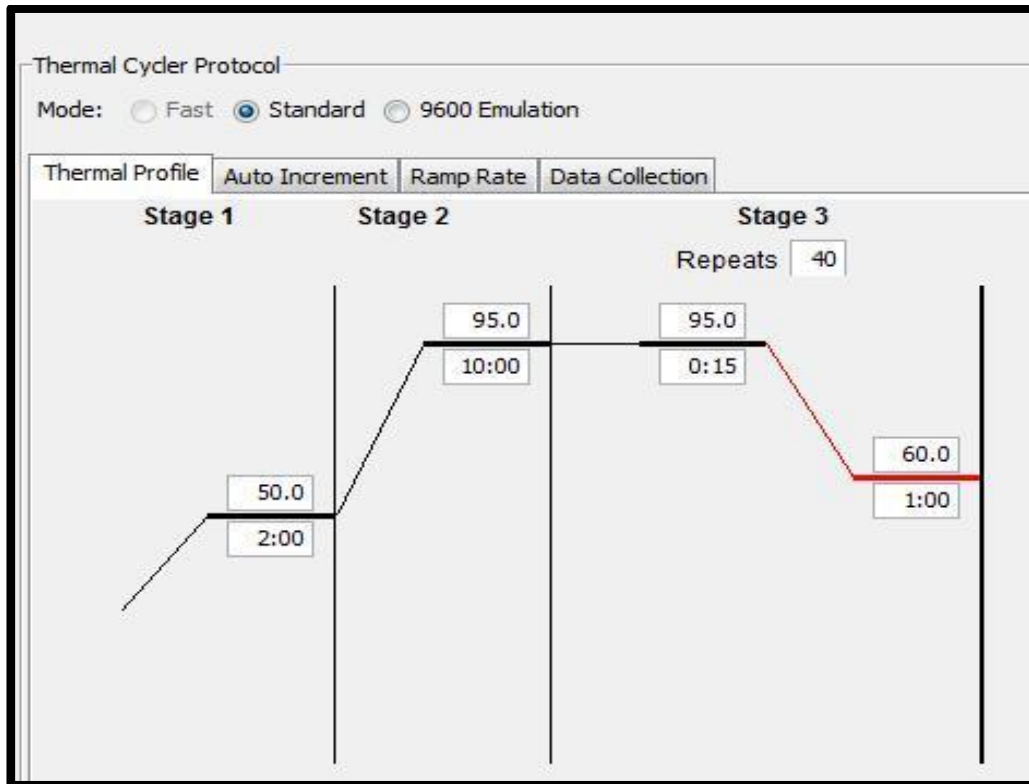 Thermal Cycler Protocol
Mode: Fast Standard 9600 Emulation
Thermal Profile Auto Increment Ramp Rate Data Collection
Stage 1 Stage 2 Stage 3
Repeats 40
95.0 95.0
10:00 0:15
60.0
1:00
50.0
2:00